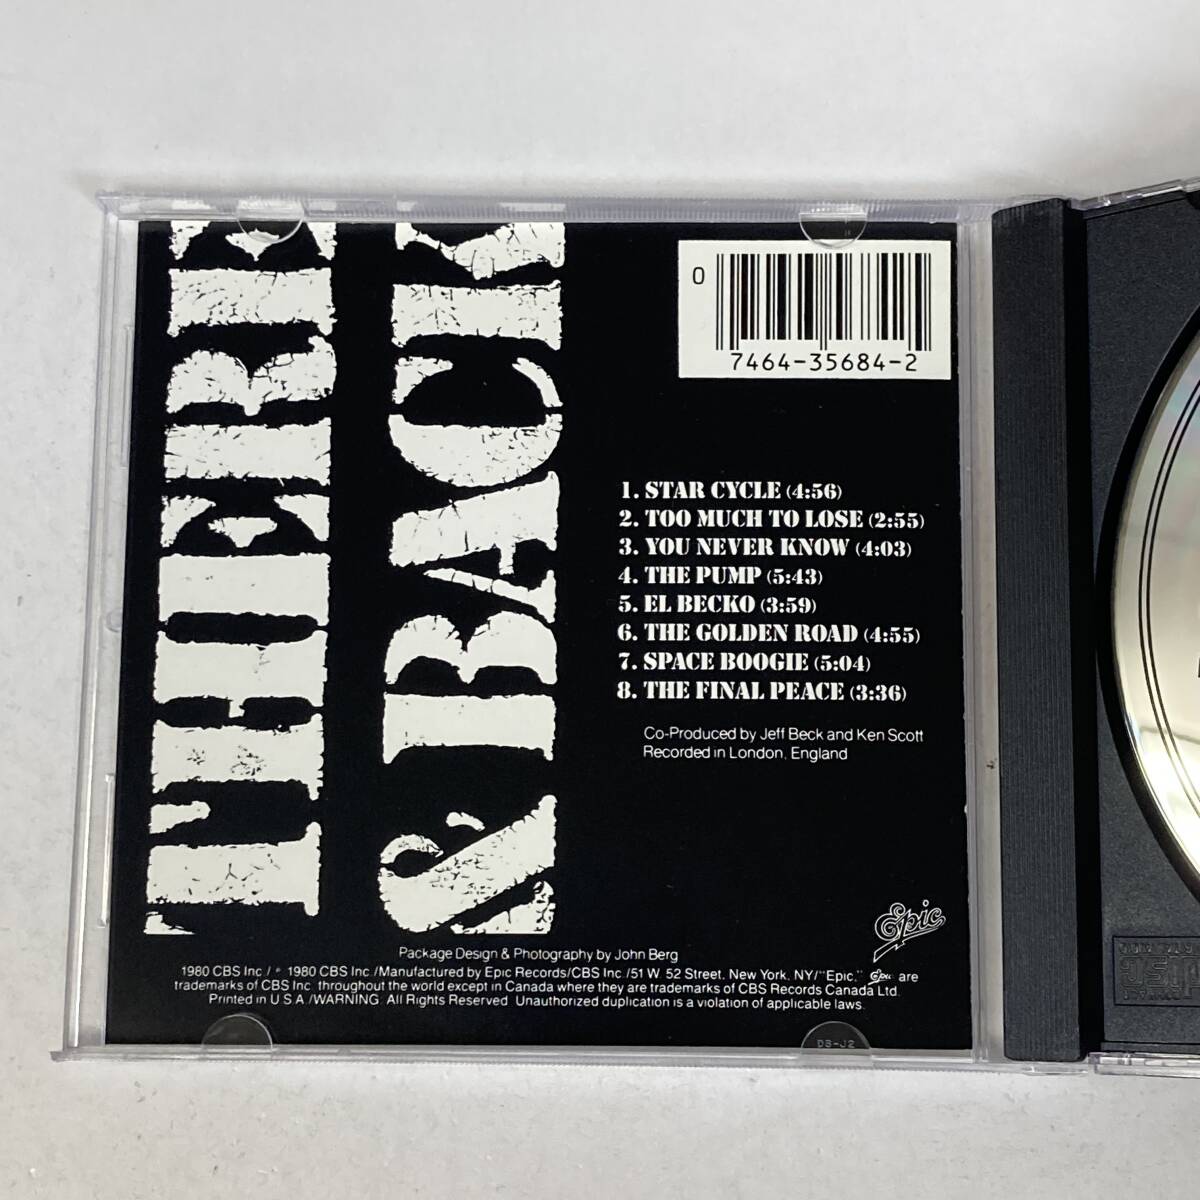 THERE
& BACK
0
7464-35684-2
1. STAR CYCLE (4:56)
2. TOO MUCH TO LOSE (2:55)
3. YOU NEVER KNOW (4:03)
4. THE PUMP (5:43)
5. EL BECKO (3:59)
6. THE GOLDEN ROAD (4:55)
7. SPACE BOOGIE (5:04)
8. THE FINAL PEACE (3:36)
Co-Produced by Jeff Beck and Ken Scott
Recorded in London, England
Epic
Package Design & Photography by John Berg
1980 CBS Inc./ ℗ 1980 CBS Inc./Manufactured by Epic Records/CBS Inc./51 W. 52 Street, New York, NY/"Epic," Epic are
trademarks of CBS Inc. throughout the world except in Canada where they are trademarks of CBS Records Canada Ltd.
Printed in U.S.A./WARNING: All Rights Reserved. Unauthorized duplication is a violation of applicable laws.
DS-J2